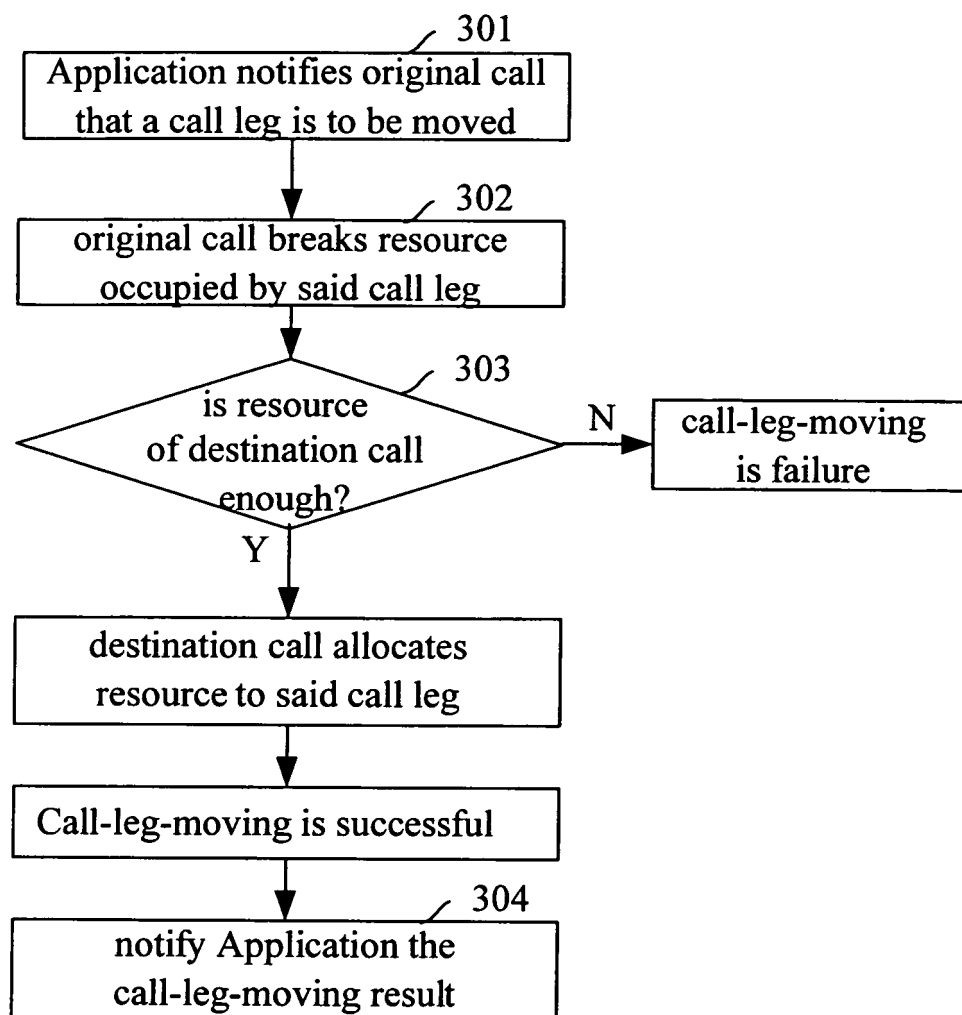 301
Application notifies original call
that a call leg is to be moved
302
original call breaks resource
occupied by said call leg
303
is resource
of destination call
enough?
N
call-leg-moving
is failure
Y
destination call allocates
resource to said call leg
Call-leg-moving is successful
304
notify Application the
call-leg-moving result